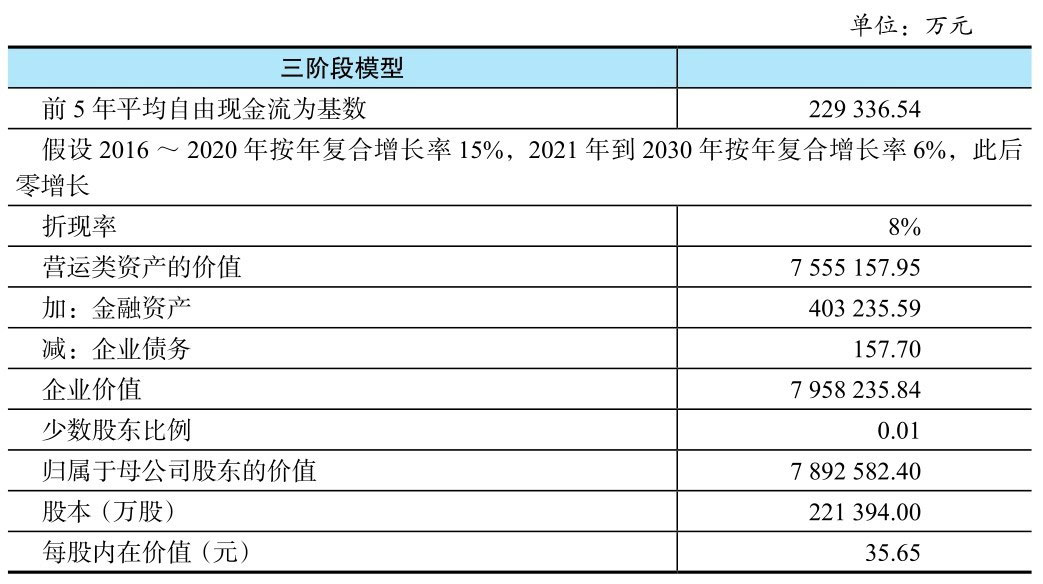 单位：万元
三阶段模型
前 5 年平均自由现金流为基数 229 336.54
假设 2016 ～ 2020 年按年复合增长率 15%，2021 年到 2030 年按年复合增长率 6%，此后
零增长
折现率 8%
营运类资产的价值 7 555 157.95
加：金融资产 403 235.59
减：企业债务 157.70
企业价值 7 958 235.84
少数股东比例 0.01
归属于母公司股东的价值 7 892 582.40
股本（万股） 221 394.00
每股内在价值（元） 35.65